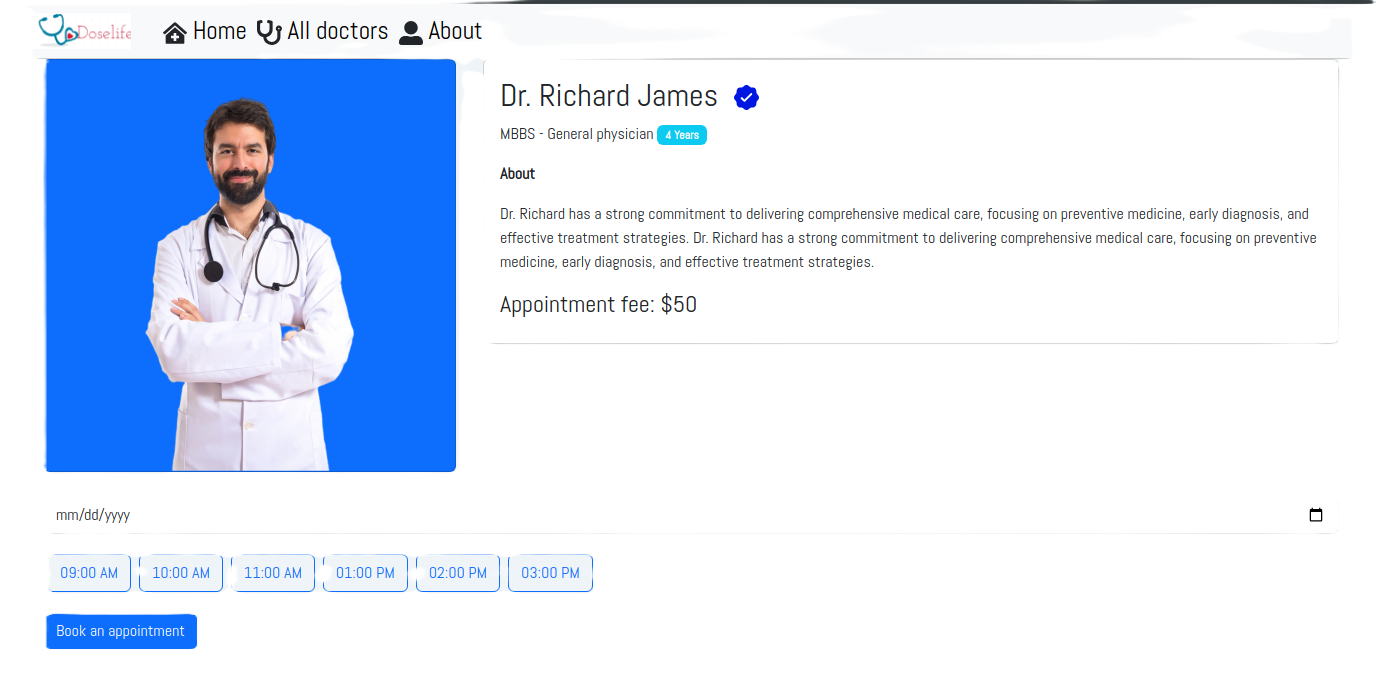 Doselife Home All doctors About
Dr. Richard James
MBBS - General physician 4 Years
About
Dr. Richard has a strong commitment to delivering comprehensive medical care, focusing on preventive medicine, early diagnosis, and
effective treatment strategies. Dr. Richard has a strong commitment to delivering comprehensive medical care, focusing on preventive
medicine, early diagnosis, and effective treatment strategies.
Appointment fee: $50
mm/dd/yyyy
09:00 AM 10:00 AM 11:00 AM 01:00 PM 02:00 PM 03:00 PM
Book an appointment